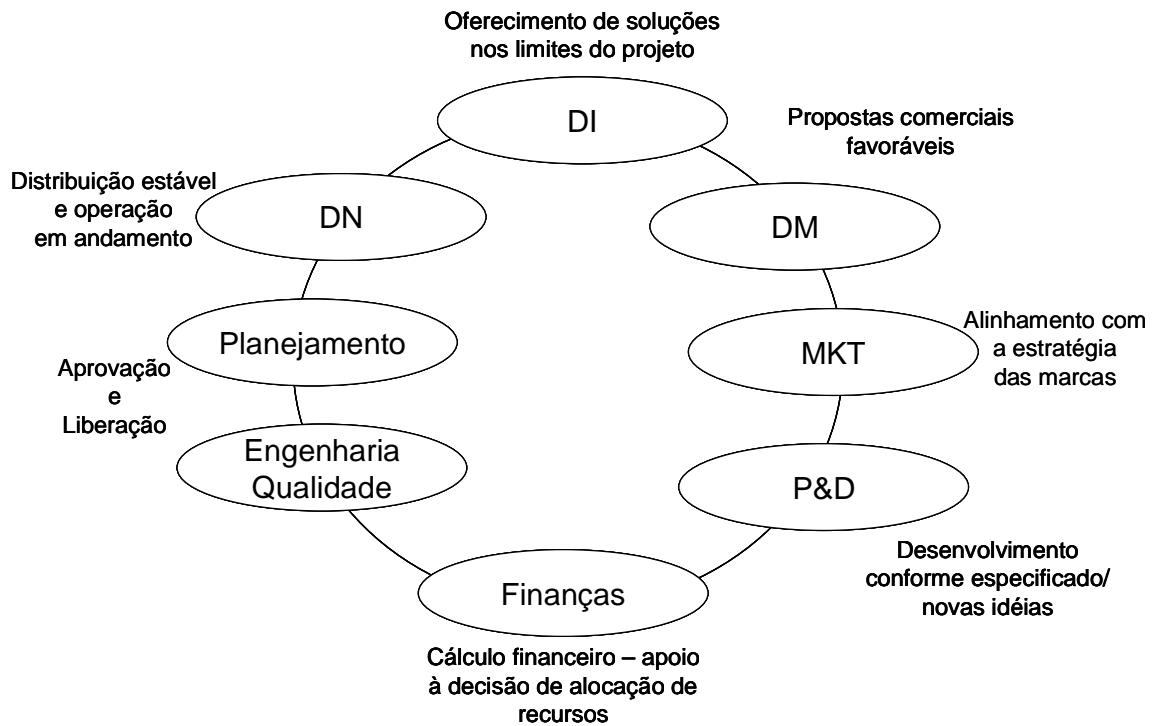 Oferecimento de soluções
nos limites do projeto
DI
Propostas comerciais
favoráveis
Distribuição estável
e operação
em andamento
DN
DM
Planejamento
MKT
Alinhamento com
a estratégia
das marcas
Aprovação
e
Liberação
Engenharia
Qualidade
P&D
Desenvolvimento
conforme especificado/
novas idéias
Finanças
Cálculo financeiro – apoio
à decisão de alocação de
recursos